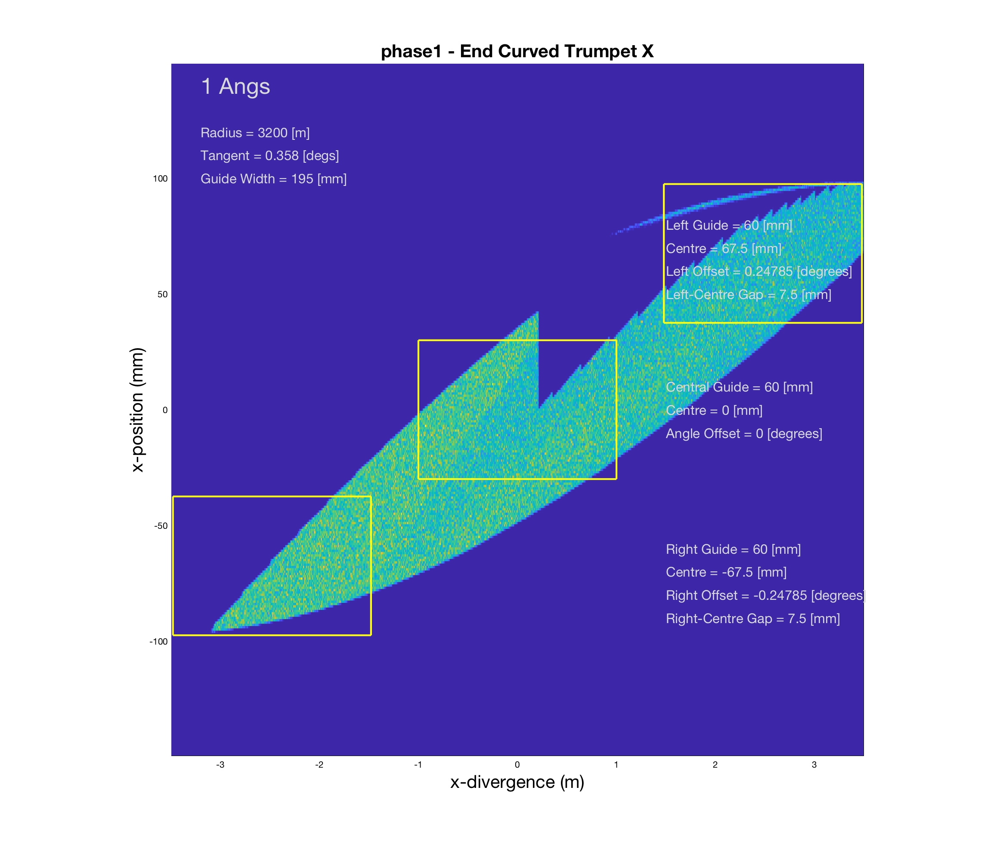 phase1 - End Curved Trumpet X
1 Angs
Radius = 3200 [m]
Tangent = 0.358 [degs]
Guide Width = 195 [mm]
Left Guide = 60 [mm]
Centre = 67.5 [mm]
Left Offset = 0.24785 [degrees]
Left-Centre Gap = 7.5 [mm]
Central Guide = 60 [mm]
Centre = 0 [mm]
Angle Offset = 0 [degrees]
Right Guide = 60 [mm]
Centre = -67.5 [mm]
Right Offset = -0.24785 [degrees]
Right-Centre Gap = 7.5 [mm]
x-position (mm)
100
50
0
-50
-100
-3 -2 -1 0 1 2 3
x-divergence (m)